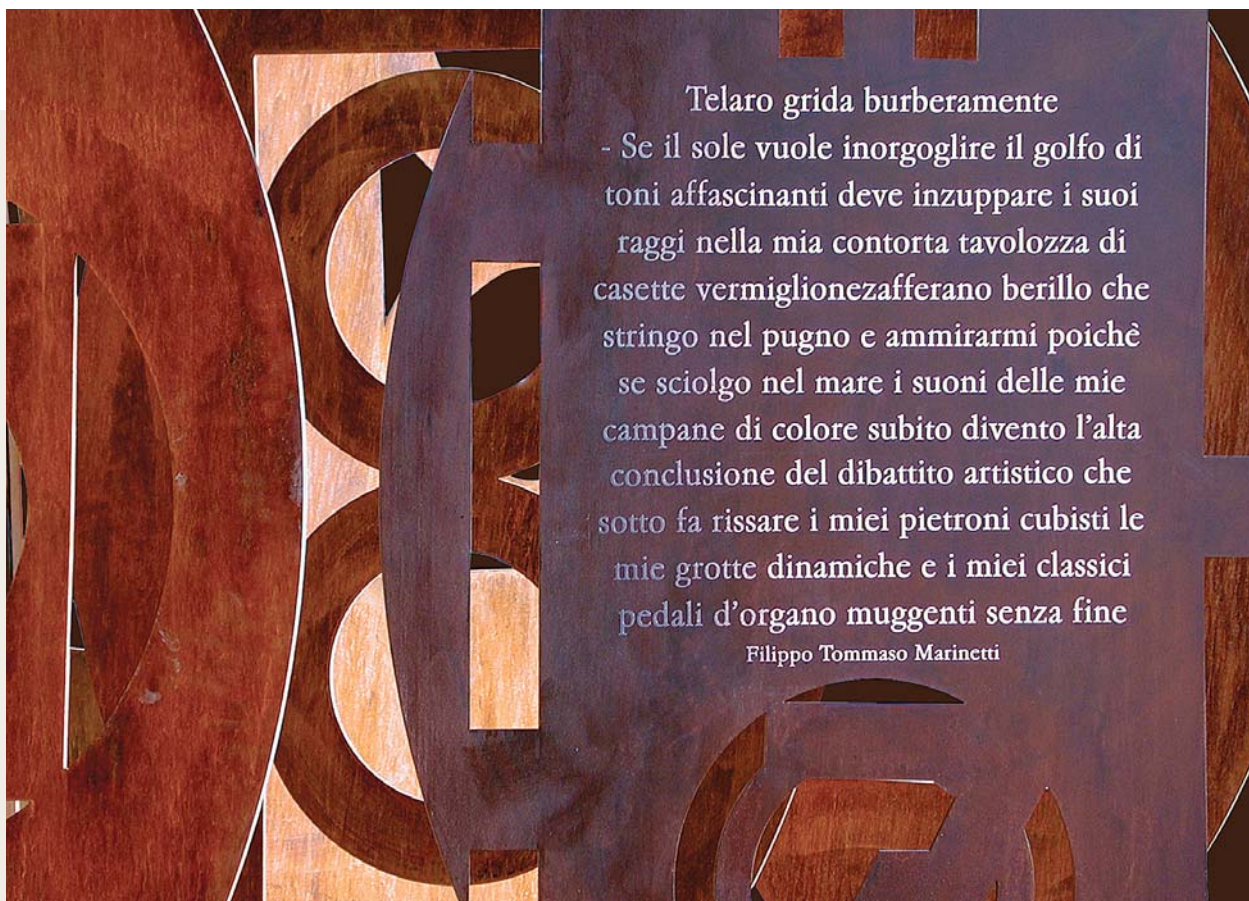 Telaro grida burberamente
- Se il sole vuole inorgoglire il golfo di
toni affascinanti deve inzuppare i suoi
raggi nella mia contorta tavolozza di
casette vermiglionezafferano berillo che
stringo nel pugno e ammirarmi poichè
se sciolgo nel mare i suoni delle mie
campane di colore subito divento l'alta
conclusione del dibattito artistico che
sotto fa rissare i miei pietroni cubisti le
mie grotte dinamiche e i miei classici
pedali d'organo muggenti senza fine
Filippo Tommaso Marinetti